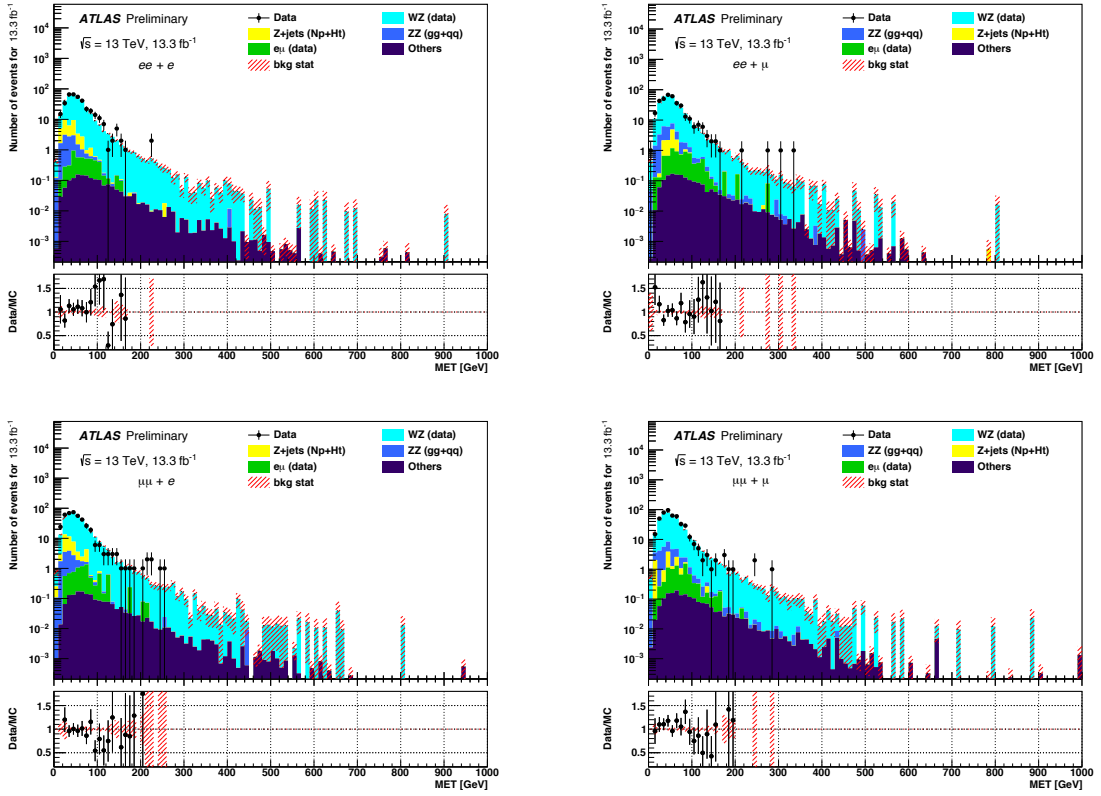 Number of events for 13.3 fb⁻¹
ATLAS Preliminary
√s = 13 TeV, 13.3 fb⁻¹
ee + e
Data
Z+jets (Np+Ht)
eμ (data)
bkg stat
WZ (data)
ZZ (gg+qq)
Others
10⁴
10³
10²
10
1
10⁻¹
10⁻²
10⁻³
Data/MC
1.5
1
0.5
0 100 200 300 400 500 600 700 800 900 1000
MET [GeV]
Number of events for 13.3 fb⁻¹
ATLAS Preliminary
√s = 13 TeV, 13.3 fb⁻¹
ee + μ
Data
ZZ (gg+qq)
eμ (data)
bkg stat
WZ (data)
Z+jets (Np+Ht)
Others
10⁴
10³
10²
10
1
10⁻¹
10⁻²
10⁻³
Data/MC
1.5
1
0.5
0 100 200 300 400 500 600 700 800 900 1000
MET [GeV]
Number of events for 13.3 fb⁻¹
ATLAS Preliminary
√s = 13 TeV, 13.3 fb⁻¹
μμ + e
Data
Z+jets (Np+Ht)
eμ (data)
bkg stat
WZ (data)
ZZ (gg+qq)
Others
10⁴
10³
10²
10
1
10⁻¹
10⁻²
10⁻³
Data/MC
1.5
1
0.5
0 100 200 300 400 500 600 700 800 900 1000
MET [GeV]
Number of events for 13.3 fb⁻¹
ATLAS Preliminary
√s = 13 TeV, 13.3 fb⁻¹
μμ + μ
Data
ZZ (gg+qq)
eμ (data)
bkg stat
WZ (data)
Z+jets (Np+Ht)
Others
10⁴
10³
10²
10
1
10⁻¹
10⁻²
10⁻³
Data/MC
1.5
1
0.5
0 100 200 300 400 500 600 700 800 900 1000
MET [GeV]